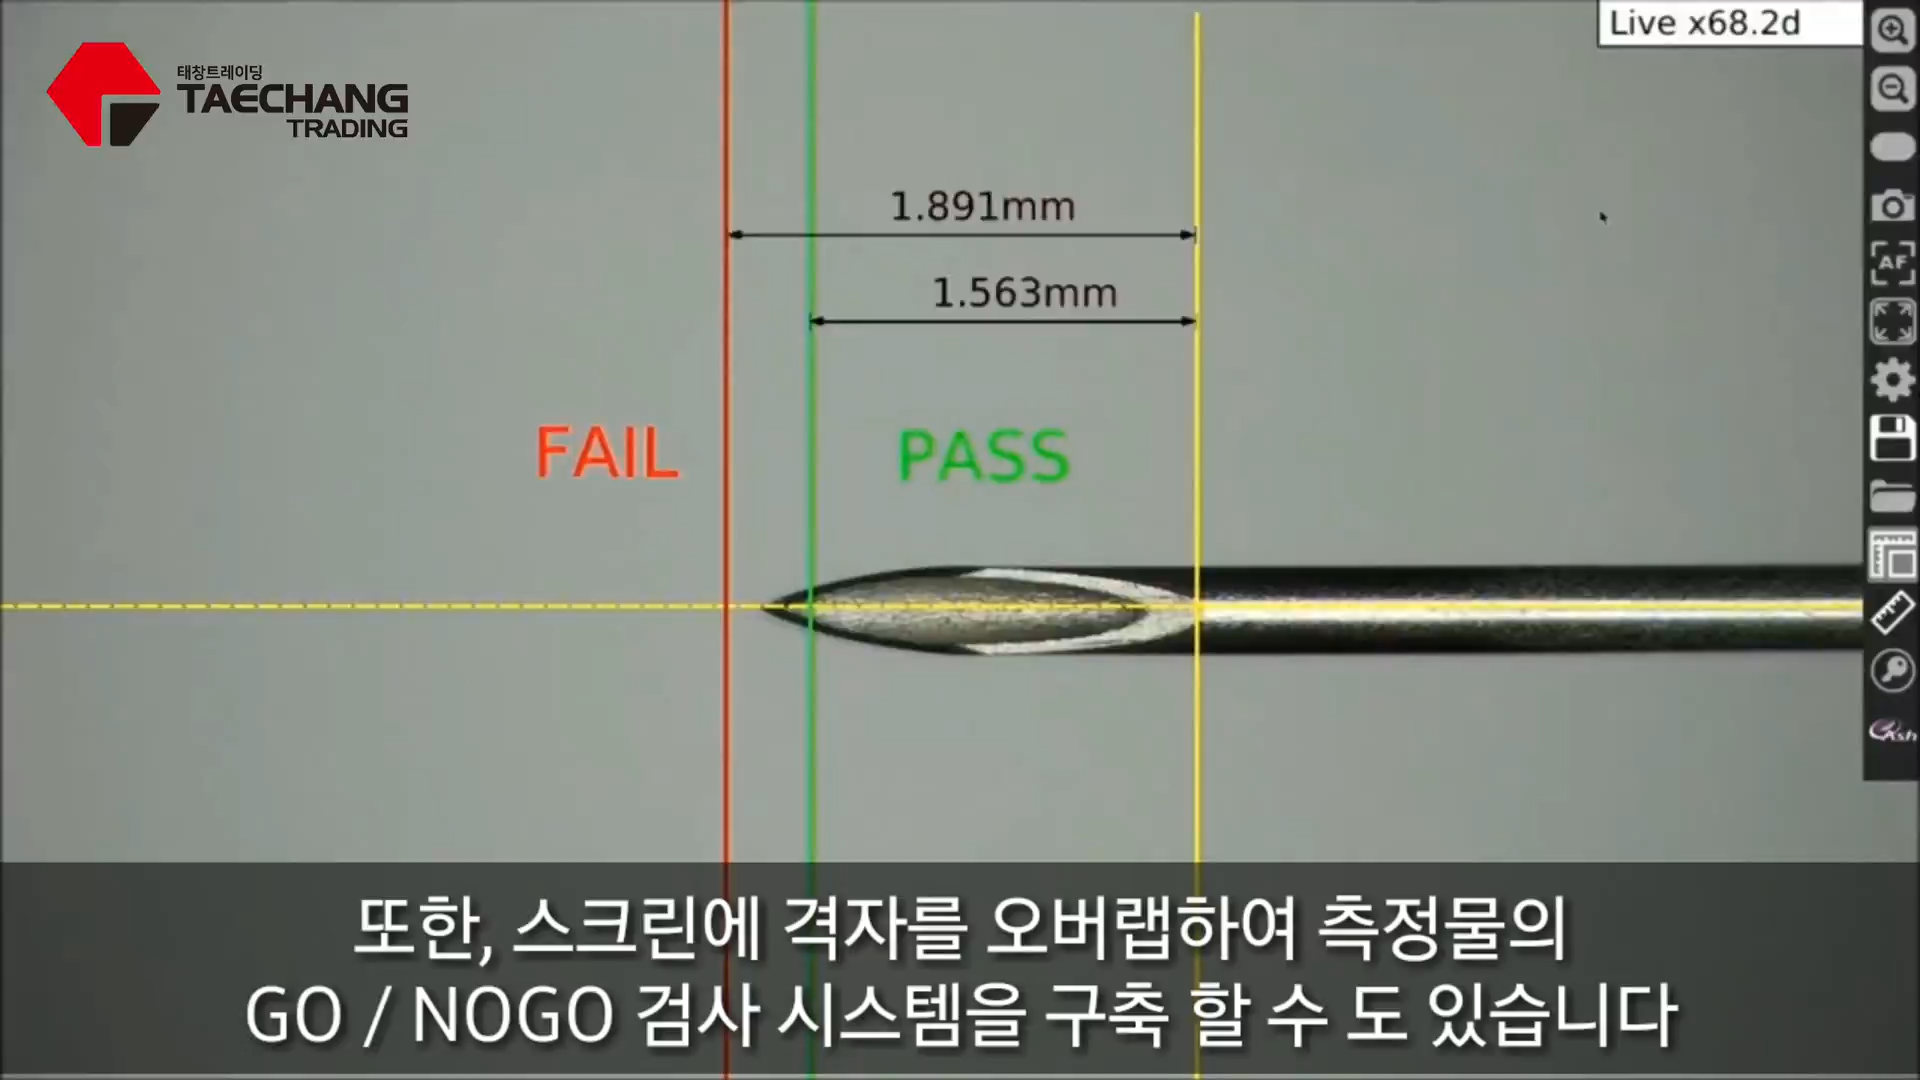 Live x68.2d
태창트레이딩
TAECHANG
TRADING
1.891mm
1.563mm
AF
FAIL
PASS
또한, 스크린에 격자를 오버랩하여 측정물의
GO / NOGO 검사 시스템을 구축 할 수 도 있습니다